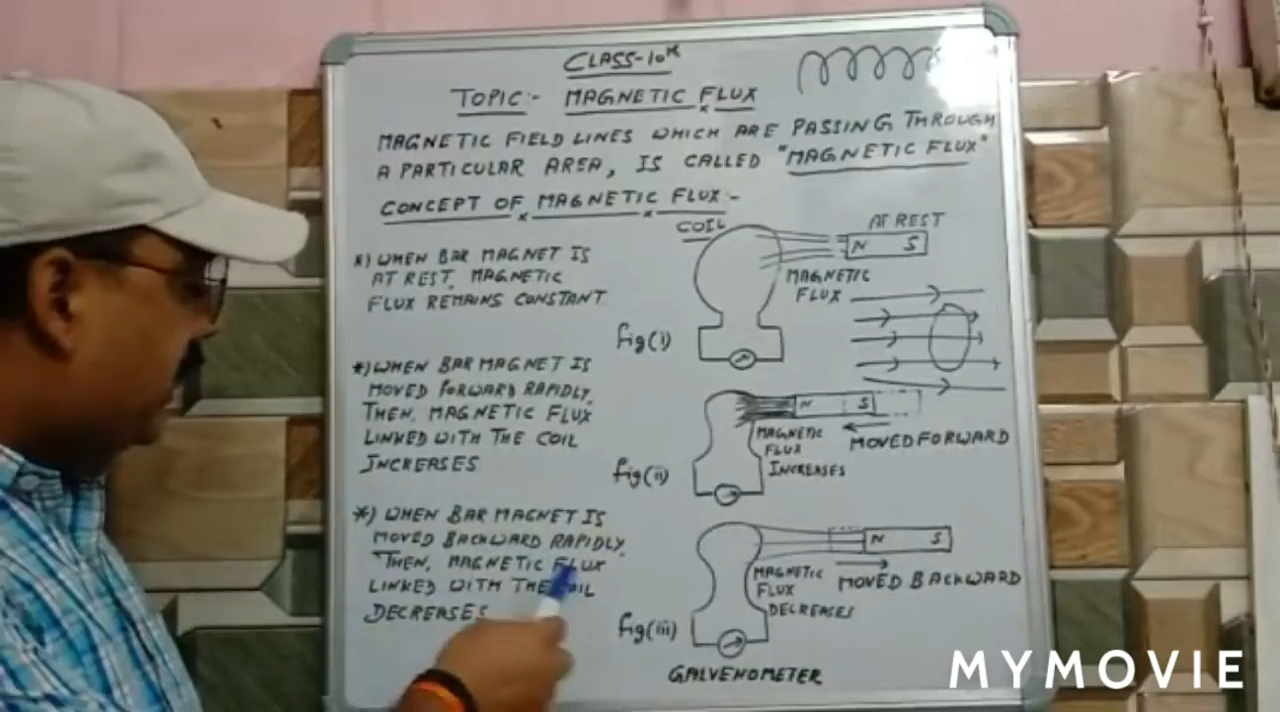 CLASS-10th
TOPIC:- MAGNETIC FLUX
MAGNETIC FIELD LINES WHICH ARE PASSING THROUGH
A PARTICULAR AREA, IS CALLED "MAGNETIC FLUX"
CONCEPT OF MAGNETIC FLUX:-
*) WHEN BAR MAGNET IS
AT REST, MAGNETIC
FLUX REMAINS CONSTANT
COIL
AT REST
N S
MAGNETIC
FLUX
fig(i)
*) WHEN BAR MAGNET IS
MOVED FORWARD RAPIDLY,
THEN, MAGNETIC FLUX
LINKED WITH THE COIL
INCREASES
N S
MAGNETIC
FLUX
INCREASES
MOVED FORWARD
fig(ii)
*) WHEN BAR MAGNET IS
MOVED BACKWARD RAPIDLY,
THEN, MAGNETIC FLUX
LINKED WITH THE COIL
DECREASES
N S
MAGNETIC
FLUX
DECREASES
MOVED BACKWARD
fig(iii)
GALVENOMETER
MYMOVIE